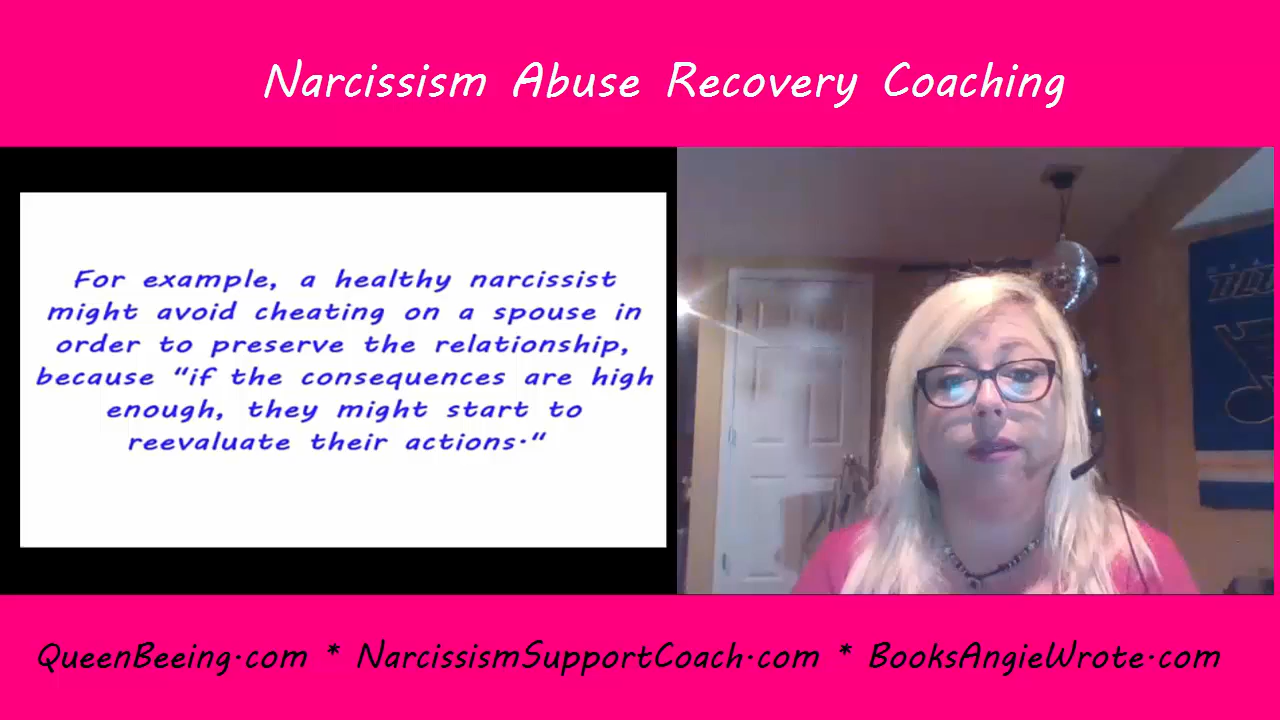 Narcissism Abuse Recovery Coaching
For example, a healthy narcissist
might avoid cheating on a spouse in
order to preserve the relationship,
because “if the consequences are high
enough, they might start to
reevaluate their actions.“
QueenBeeing.com * NarcissismSupportCoach.com * BooksAngieWrote.com